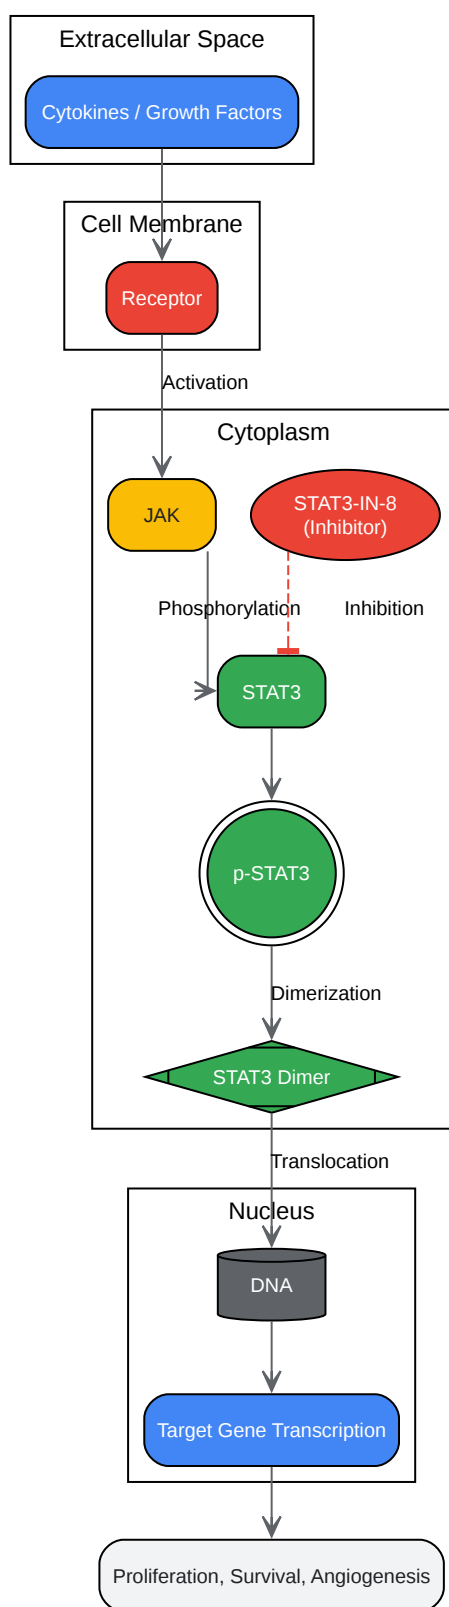 Extracellular Space
Cytokines / Growth Factors
Cell Membrane
Receptor
Activation
Cytoplasm
JAK
STAT3-IN-8
(Inhibitor)
Phosphorylation
Inhibition
STAT3
p-STAT3
Dimerization
STAT3 Dimer
Translocation
Nucleus
DNA
Target Gene Transcription
Proliferation, Survival, Angiogenesis